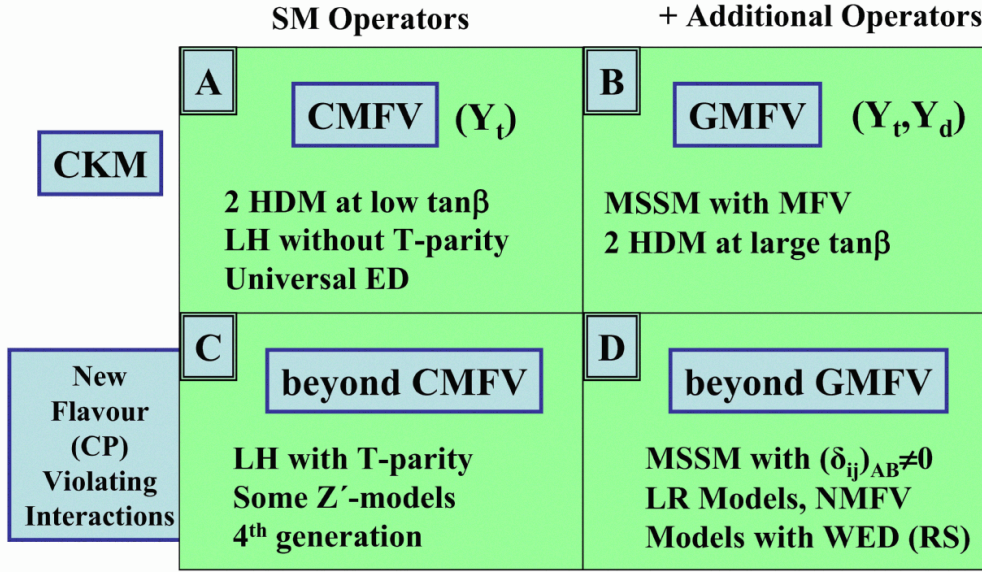 SM Operators
+ Additional Operators
CKM
A
CMFV (Yt)
2 HDM at low tanβ
LH without T-parity
Universal ED
B
GMFV (Yt,Yd)
MSSM with MFV
2 HDM at large tanβ
New
Flavour
(CP)
Violating
Interactions
C
beyond CMFV
LH with T-parity
Some Z´-models
4th generation
D
beyond GMFV
MSSM with (δij)AB≠0
LR Models, NMFV
Models with WED (RS)